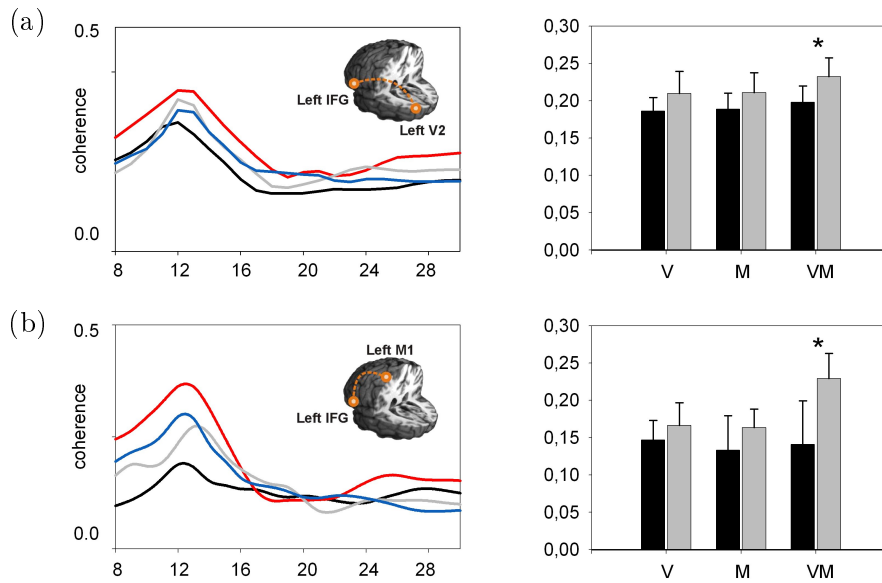 (a)
0.5
coherence
0.0
Left IFG
Left V2
8 12 16 20 24 28
0,30
0,25
0,20
0,15
0,10
0,05
0,00
*
V M VM
(b)
0.5
coherence
0.0
Left M1
Left IFG
8 12 16 20 24 28
0,30
0,25
0,20
0,15
0,10
0,05
0,00
*
V M VM